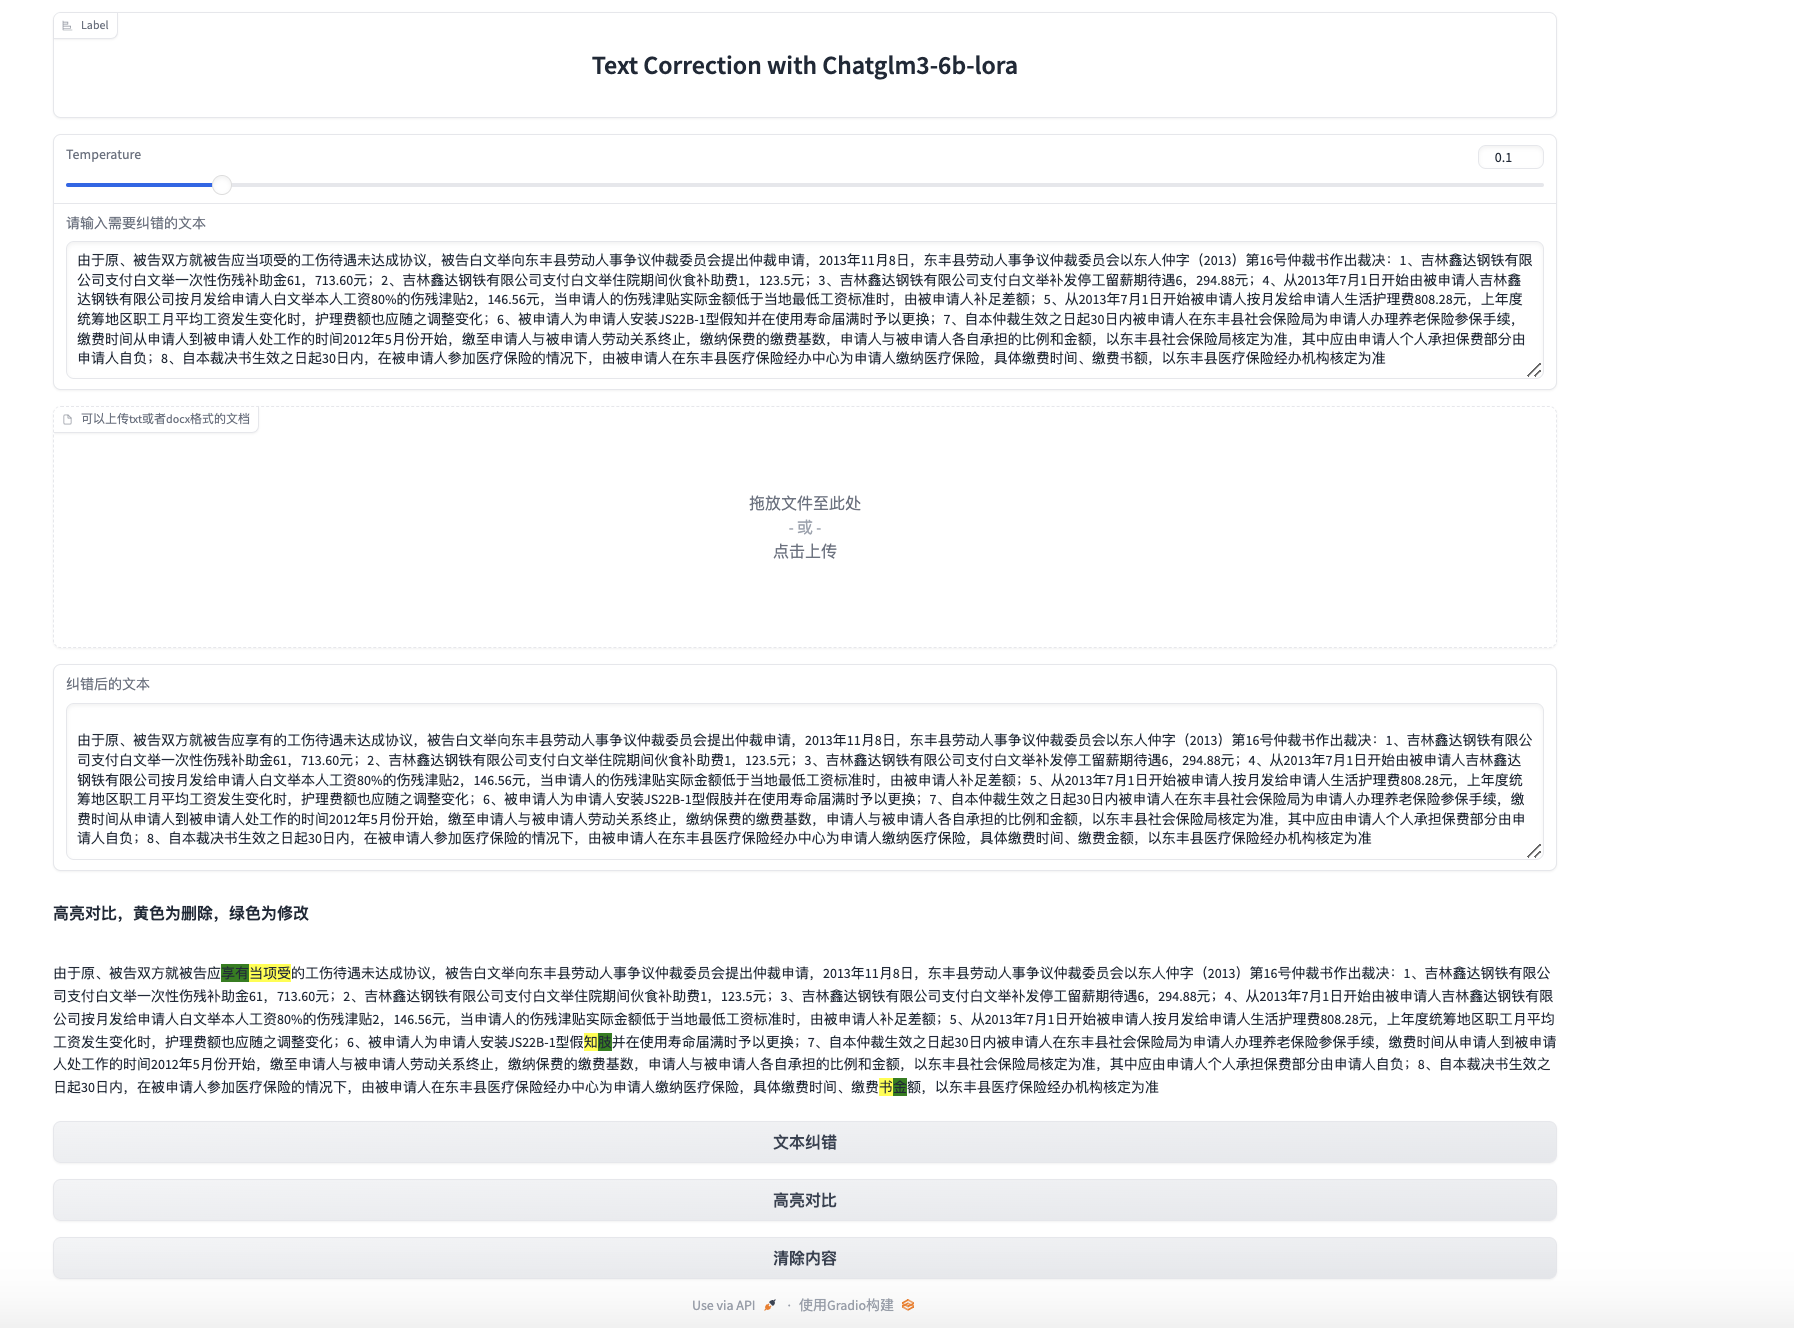 Label
Text Correction with Chatglm3-6b-lora
Temperature
0.1
请输入需要纠错的文本
由于原、被告双方就被告应当项受的工伤待遇未达成协议，被告白文举向东丰县劳动人事争议仲裁委员会提出仲裁申请，2013年11月8日，东丰县劳动人事争议仲裁委员会以东人仲字（2013）第16号仲裁书作出裁决：1、吉林鑫达钢铁有限
公司支付白文举一次性伤残补助金61，713.60元；2、吉林鑫达钢铁有限公司支付白文举住院期间伙食补助费1，123.5元；3、吉林鑫达钢铁有限公司支付白文举补发停工留薪期待遇6，294.88元；4、从2013年7月1日开始由被申请人吉林鑫
达钢铁有限公司按月发给申请人白文举本人工资80%的伤残津贴2，146.56元，当申请人的伤残津贴实际金额低于当地最低工资标准时，由被申请人补足差额；5、从2013年7月1日开始被申请人按月发给申请人生活护理费808.28元，上年度
统筹地区职工月平均工资发生变化时，护理费额也应随之调整变化；6、被申请人为申请人安装JS22B-1型假知并在使用寿命届满时予以更换；7、自本仲裁生效之日起30日内被申请人在东丰县社会保险局为申请人办理养老保险参保手续，
缴费时间从申请人到被申请人处工作的时间2012年5月份开始，缴至申请人与被申请人劳动关系终止，缴纳保费的缴费基数，申请人与被申请人各自承担的比例和金额，以东丰县社会保险局核定为准，其中应由申请人个人承担保费部分由
申请人自负；8、自本裁决书生效之日起30日内，在被申请人参加医疗保险的情况下，由被申请人在东丰县医疗保险经办中心为申请人缴纳医疗保险，具体缴费时间、缴费书额，以东丰县医疗保险经办机构核定为准
可以上传txt或者docx格式的文档
拖放文件至此处
- 或 -
点击上传
纠错后的文本
由于原、被告双方就被告应享有的工伤待遇未达成协议，被告白文举向东丰县劳动人事争议仲裁委员会提出仲裁申请，2013年11月8日，东丰县劳动人事争议仲裁委员会以东人仲字（2013）第16号仲裁书作出裁决：1、吉林鑫达钢铁有限公
司支付白文举一次性伤残补助金61，713.60元；2、吉林鑫达钢铁有限公司支付白文举住院期间伙食补助费1，123.5元；3、吉林鑫达钢铁有限公司支付白文举补发停工留薪期待遇6，294.88元；4、从2013年7月1日开始由被申请人吉林鑫达
钢铁有限公司按月发给申请人白文举本人工资80%的伤残津贴2，146.56元，当申请人的伤残津贴实际金额低于当地最低工资标准时，由被申请人补足差额；5、从2013年7月1日开始被申请人按月发给申请人生活护理费808.28元，上年度统
筹地区职工月平均工资发生变化时，护理费额也应随之调整变化；6、被申请人为申请人安装JS22B-1型假肢并在使用寿命届满时予以更换；7、自本仲裁生效之日起30日内被申请人在东丰县社会保险局为申请人办理养老保险参保手续，缴
费时间从申请人到被申请人处工作的时间2012年5月份开始，缴至申请人与被申请人劳动关系终止，缴纳保费的缴费基数，申请人与被申请人各自承担的比例和金额，以东丰县社会保险局核定为准，其中应由申请人个人承担保费部分由申
请人自负；8、自本裁决书生效之日起30日内，在被申请人参加医疗保险的情况下，由被申请人在东丰县医疗保险经办中心为申请人缴纳医疗保险，具体缴费时间、缴费金额，以东丰县医疗保险经办机构核定为准
高亮对比，黄色为删除，绿色为修改
由于原、被告双方就被告应享有当项受的工伤待遇未达成协议，被告白文举向东丰县劳动人事争议仲裁委员会提出仲裁申请，2013年11月8日，东丰县劳动人事争议仲裁委员会以东人仲字（2013）第16号仲裁书作出裁决：1、吉林鑫达钢铁有限公
司支付白文举一次性伤残补助金61，713.60元；2、吉林鑫达钢铁有限公司支付白文举住院期间伙食补助费1，123.5元；3、吉林鑫达钢铁有限公司支付白文举补发停工留薪期待遇6，294.88元；4、从2013年7月1日开始由被申请人吉林鑫达钢铁有限
公司按月发给申请人白文举本人工资80%的伤残津贴2，146.56元，当申请人的伤残津贴实际金额低于当地最低工资标准时，由被申请人补足差额；5、从2013年7月1日开始被申请人按月发给申请人生活护理费808.28元，上年度统筹地区职工月平均
工资发生变化时，护理费额也应随之调整变化；6、被申请人为申请人安装JS22B-1型假知肢并在使用寿命届满时予以更换；7、自本仲裁生效之日起30日内被申请人在东丰县社会保险局为申请人办理养老保险参保手续，缴费时间从申请人到被申请
人处工作的时间2012年5月份开始，缴至申请人与被申请人劳动关系终止，缴纳保费的缴费基数，申请人与被申请人各自承担的比例和金额，以东丰县社会保险局核定为准，其中应由申请人个人承担保费部分由申请人自负；8、自本裁决书生效之
日起30日内，在被申请人参加医疗保险的情况下，由被申请人在东丰县医疗保险经办中心为申请人缴纳医疗保险，具体缴费时间、缴费书金额，以东丰县医疗保险经办机构核定为准
文本纠错
高亮对比
清除内容
Use via API · 使用Gradio构建